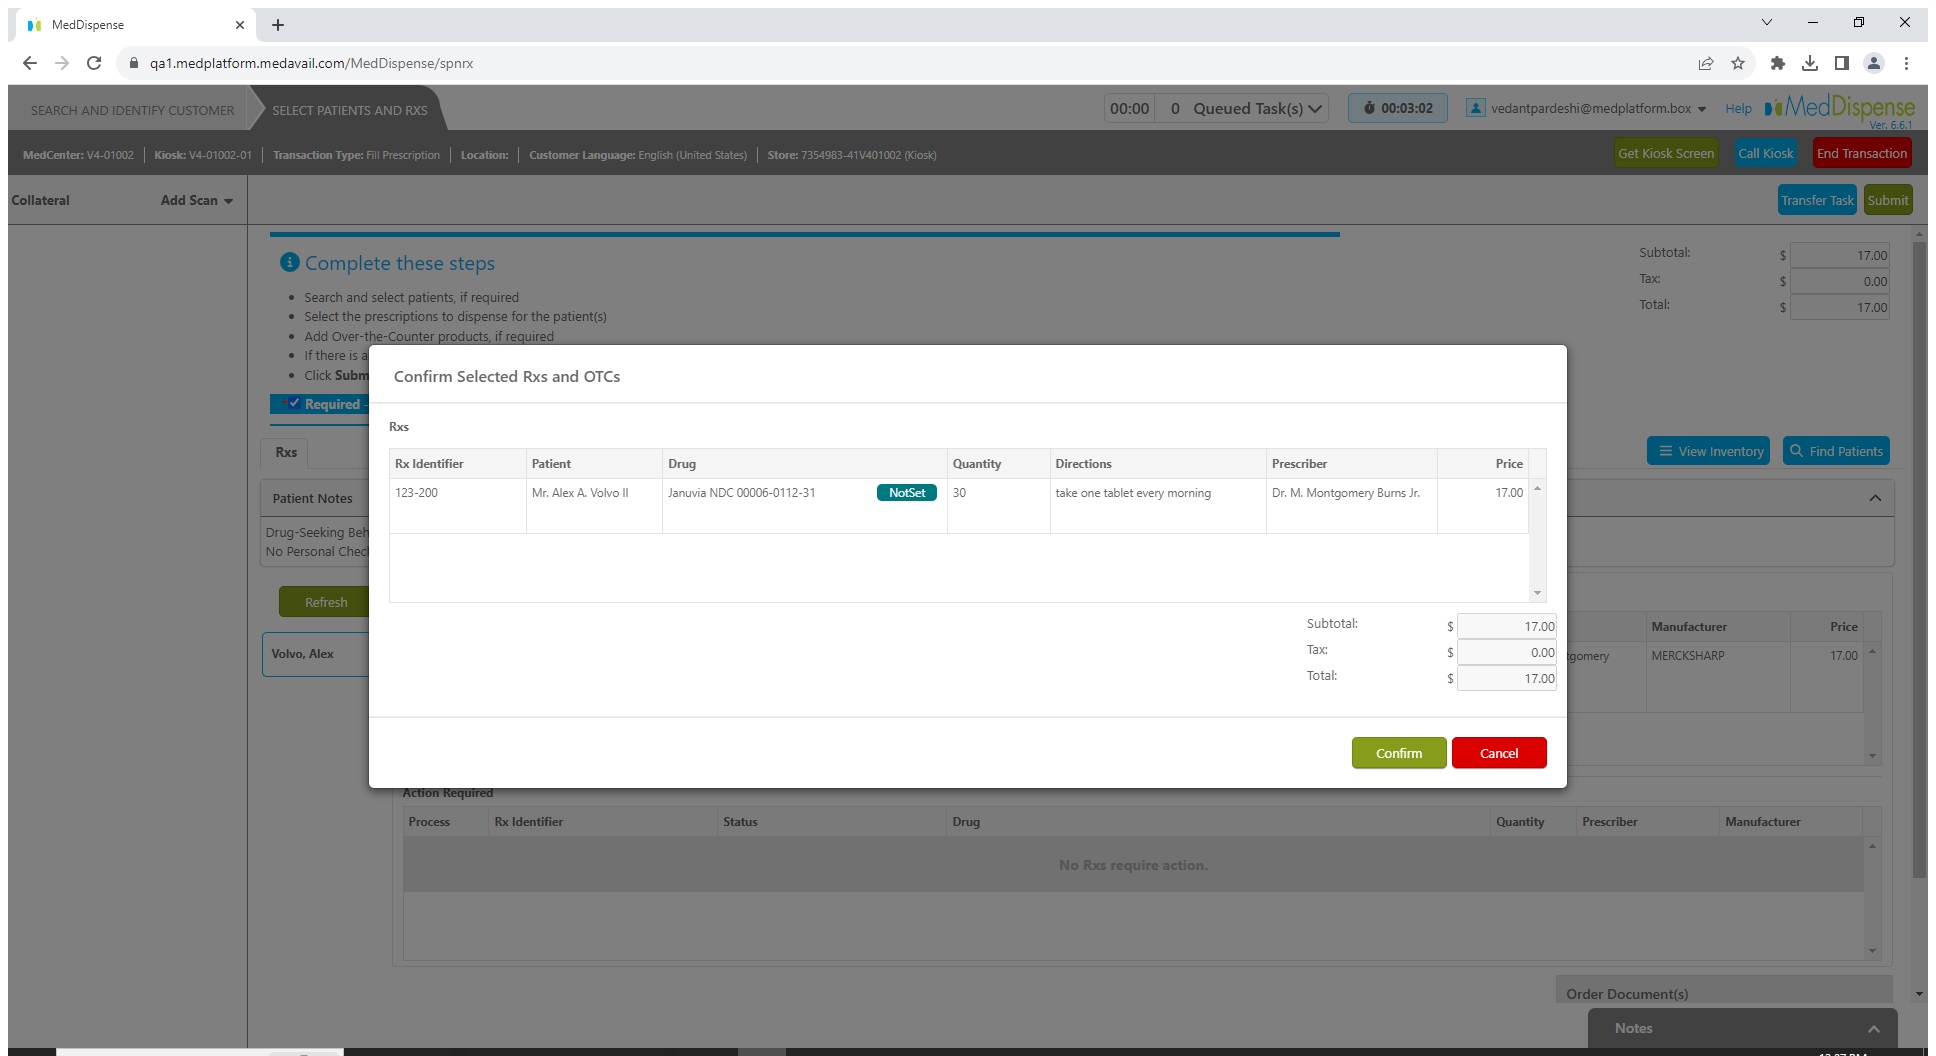 MedDispense
qa1.medplatform.medavail.com/MedDispense/spnrx
SEARCH AND IDENTIFY CUSTOMER
SELECT PATIENTS AND RXS
00:00 0 Queued Task(s)
00:03:02
vedantpardeshi@medplatform.box
Help
MedDispense
Ver. 6.6.1
MedCenter: V4-01002 Kiosk: V4-01002-01 Transaction Type: Fill Prescription Location: Customer Language: English (United States) Store: 7354983-41V401002 (Kiosk)
Get Kiosk Screen Call Kiosk End Transaction
Collateral Add Scan
Transfer Task Submit
Complete these steps
Search and select patients, if required
Select the prescriptions to dispense for the patient(s)
Add Over-the-Counter products, if required
If there is a
Click Subm
Required -
Subtotal: $ 17.00
Tax: $ 0.00
Total: $ 17.00
Rxs
View Inventory Find Patients
Patient Notes
Drug-Seeking Beh
No Personal Chec
Refresh
Volvo, Alex
Manufacturer Price
tgomery MERCKSHARP 17.00
Confirm Selected Rxs and OTCs
Rxs
Rx Identifier Patient Drug Quantity Directions Prescriber Price
123-200 Mr. Alex A. Volvo II Januvia NDC 00006-0112-31 NotSet 30 take one tablet every morning Dr. M. Montgomery Burns Jr. 17.00
Subtotal: $ 17.00
Tax: $ 0.00
Total: $ 17.00
Confirm Cancel
Action Required
Process Rx Identifier Status Drug Quantity Prescriber Manufacturer
No Rxs require action.
Order Document(s)
Notes